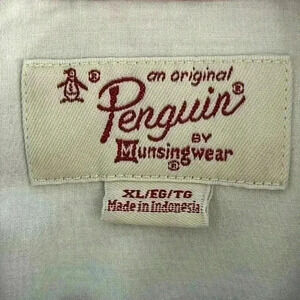 an original
Penguin®
BY
Munsingwear
®
XL/EG/TG
Made in Indonesia